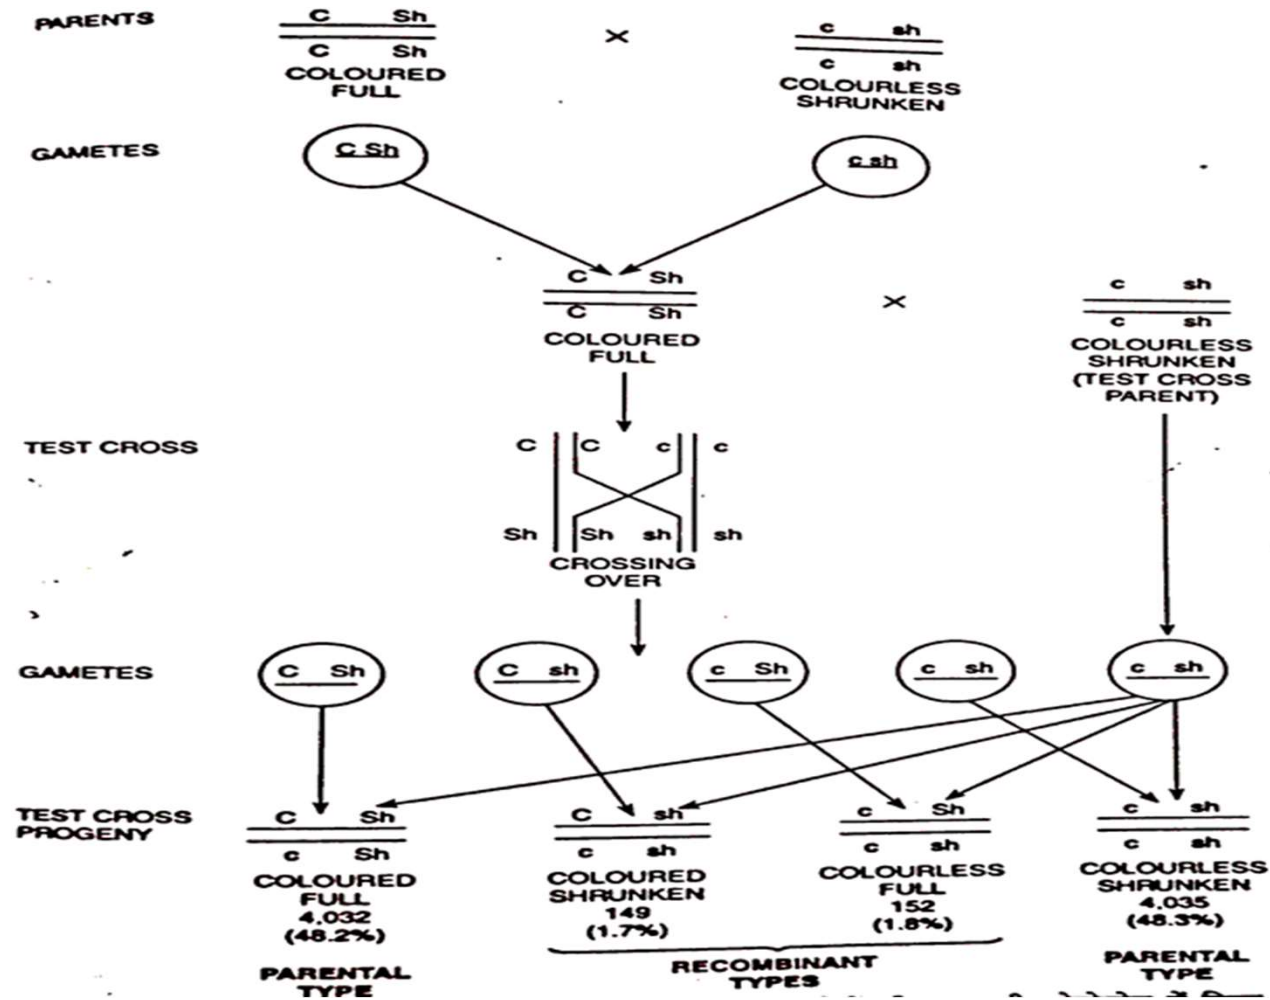 PARENTS
C Sh
C Sh
COLOURED
FULL
×
c sh
c sh
COLOURLESS
SHRUNKEN
GAMETES
C Sh
c sh
C Sh
C Sh
COLOURED
FULL
×
c sh
c sh
COLOURLESS
SHRUNKEN
(TEST CROSS
PARENT)
TEST CROSS
C C c c
Sh Sh sh sh
CROSSING
OVER
GAMETES
C Sh
C sh
c Sh
c sh
c sh
TEST CROSS
PROGENY
C Sh
c Sh
COLOURED
FULL
4,032
(48.2%)
PARENTAL
TYPE
C sh
c sh
COLOURED
SHRUNKEN
149
(1.7%)
c Sh
c sh
COLOURLESS
FULL
152
(1.8%)
RECOMBINANT
TYPES
c sh
c sh
COLOURLESS
SHRUNKEN
4,035
(48.3%)
PARENTAL
TYPE